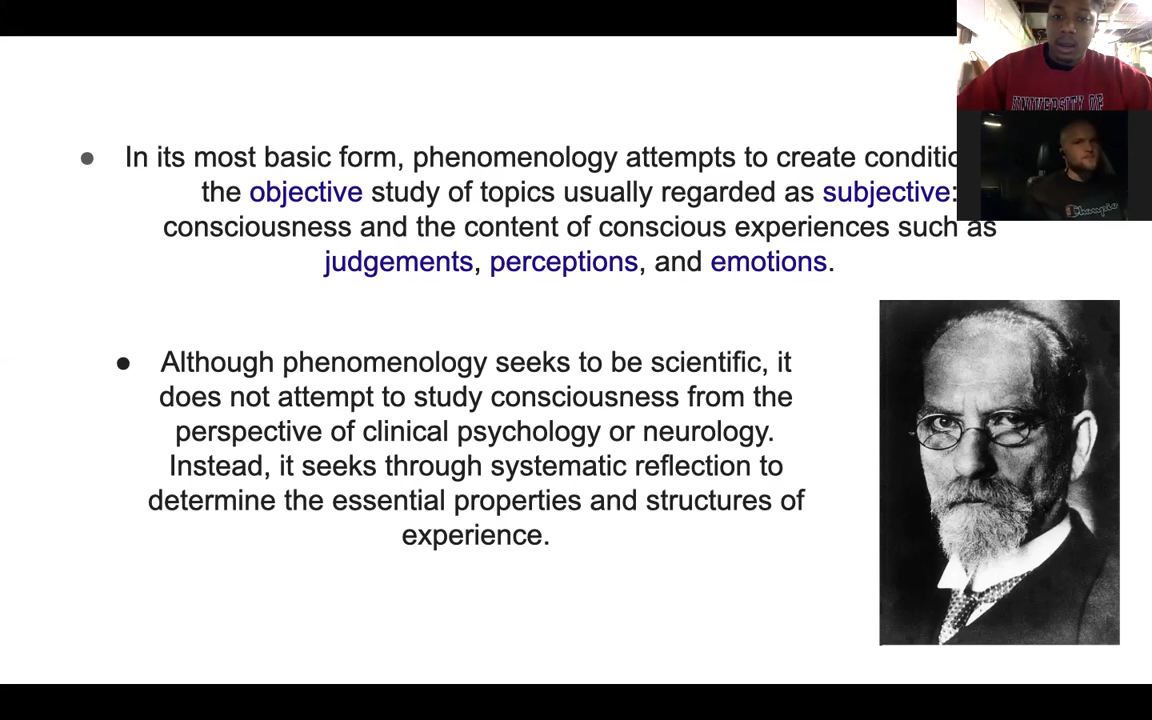 In its most basic form, phenomenology attempts to create
the objective study of topics usually regarded as subjective:
consciousness and the content of conscious experiences such as
judgements, perceptions, and emotions.
Although phenomenology seeks to be scientific, it
does not attempt to study consciousness from the
perspective of clinical psychology or neurology.
Instead, it seeks through systematic reflection to
determine the essential properties and structures of
experience.
UNIVERSITY OF
Champion